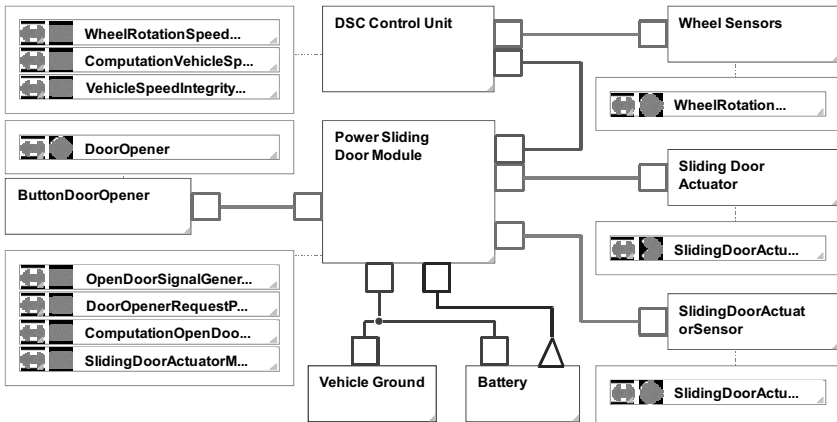 WheelRotationSpeed...
ComputationVehicleSp...
VehicleSpeedIntegrity...
DSC Control Unit
Wheel Sensors
WheelRotation...
DoorOpener
ButtonDoorOpener
Power Sliding
Door Module
Sliding Door
Actuator
SlidingDoorActu...
OpenDoorSignalGener...
DoorOpenerRequestP...
ComputationOpenDoo...
SlidingDoorActuatorM...
SlidingDoorActuat
orSensor
SlidingDoorActu...
Vehicle Ground
Battery